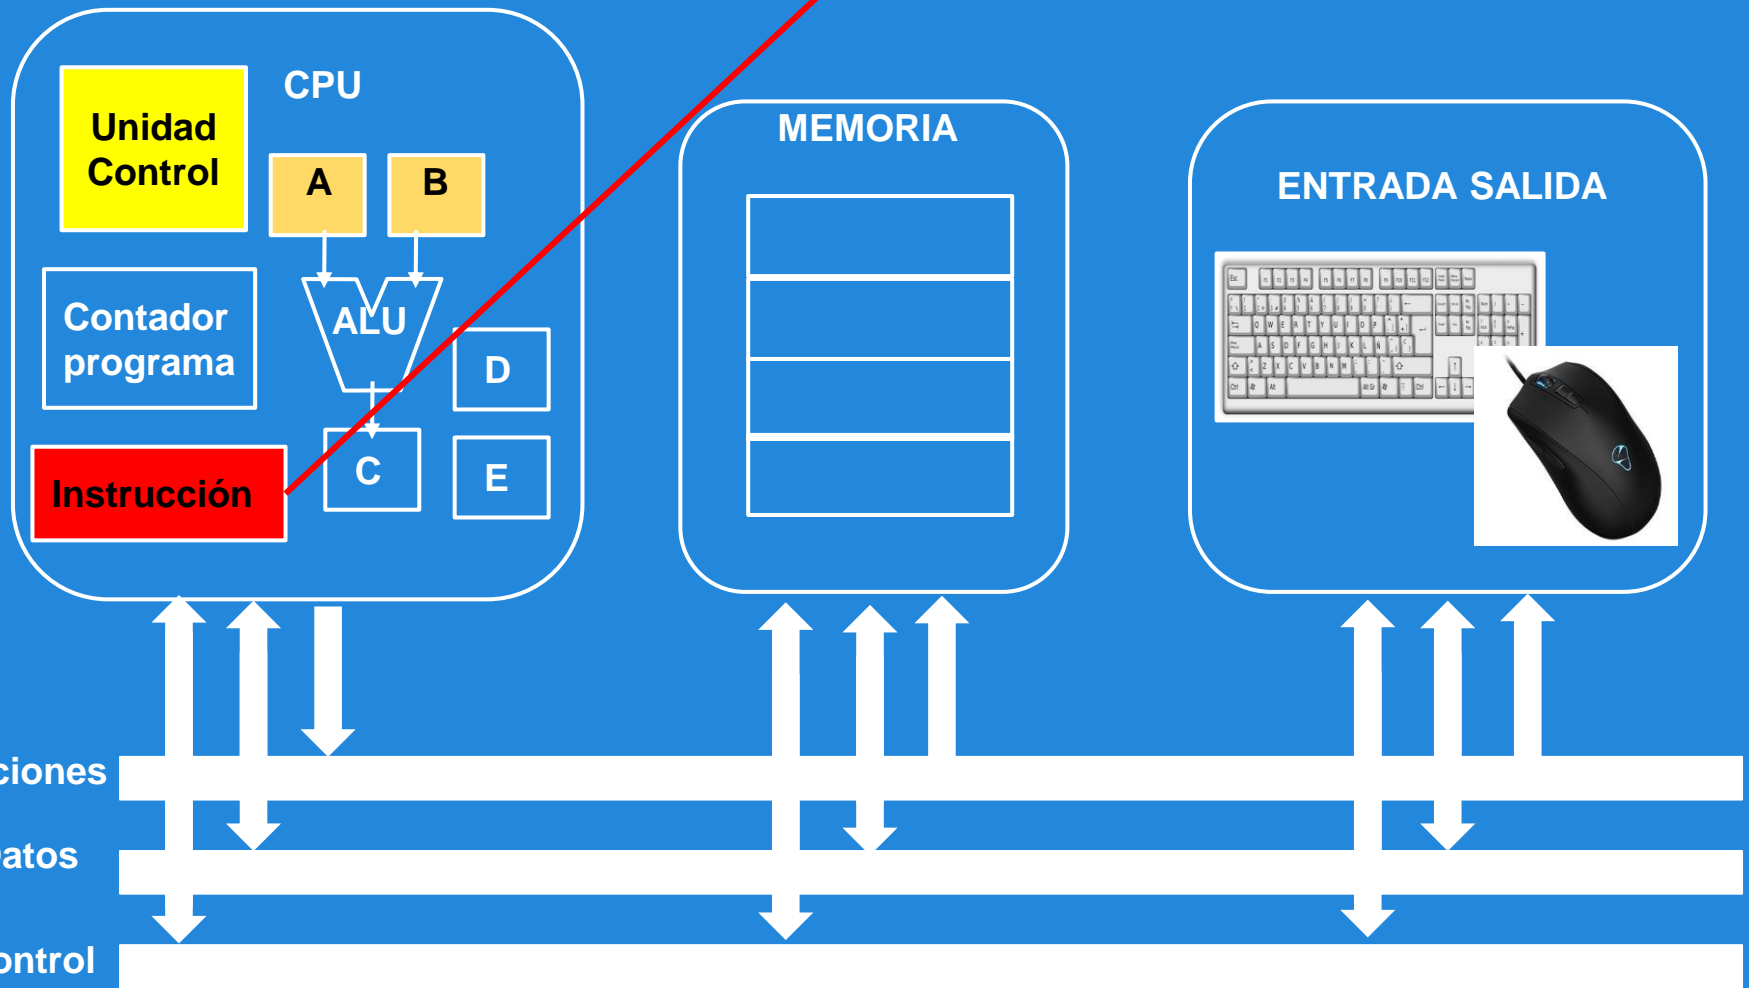 CPU
Unidad
Control
A
B
Contador
programa
ALU
D
Instrucción
C
E
MEMORIA
ENTRADA SALIDA
ciones
atos
ontrol